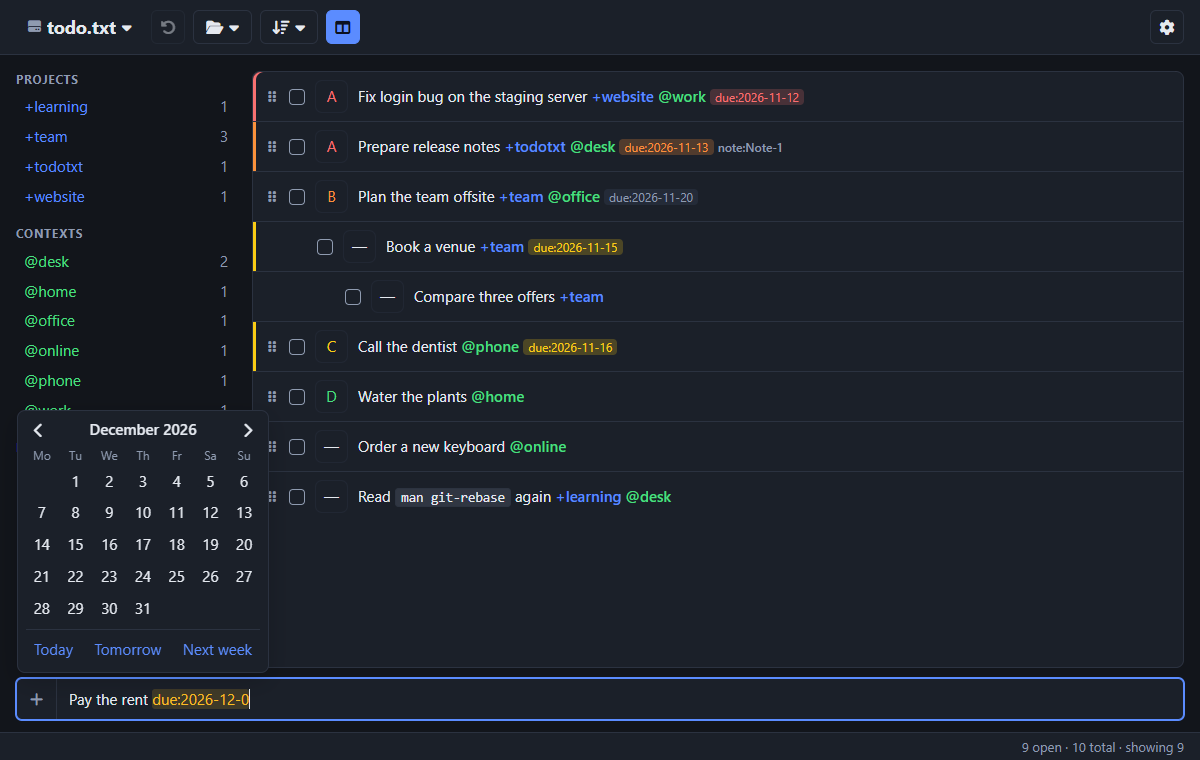 todo.txt
PROJECTS
+learning 1
+team 3
+todotxt 1
+website 1
CONTEXTS
@desk 2
@home 1
@office 1
@online 1
@phone 1
@work 1
A Fix login bug on the staging server +website @work due:2026-11-12
A Prepare release notes +todotxt @desk due:2026-11-13 note:Note-1
B Plan the team offsite +team @office due:2026-11-20
— Book a venue +team due:2026-11-15
— Compare three offers +team
C Call the dentist @phone due:2026-11-16
D Water the plants @home
— Order a new keyboard @online
— Read man git-rebase again +learning @desk
December 2026
Mo Tu We Th Fr Sa Su
1 2 3 4 5 6
7 8 9 10 11 12 13
14 15 16 17 18 19 20
21 22 23 24 25 26 27
28 29 30 31
Today Tomorrow Next week
+ Pay the rent due:2026-12-0
9 open · 10 total · showing 9